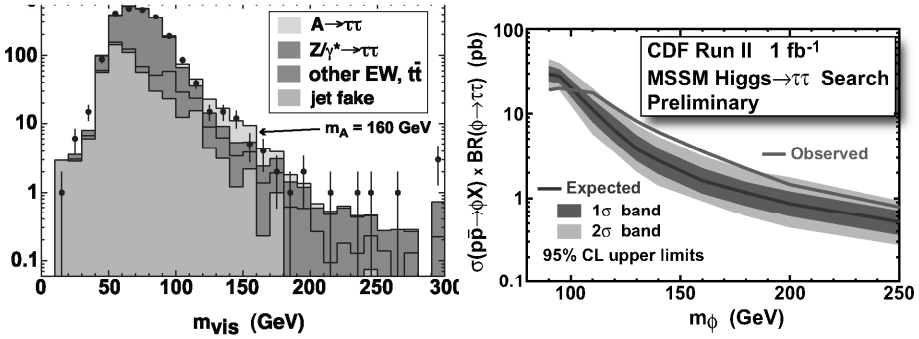 100
10
1
0.1
A→ττ
Z/γ*→ττ
other EW, tt̄
jet fake
m_A = 160 GeV
0 50 100 150 200 250 300
m_vis (GeV)
σ(pp̄→ϕX) × BR(ϕ→ττ) (pb)
100
10
1
0.1
CDF Run II 1 fb⁻¹
MSSM Higgs→ττ Search
Preliminary
Observed
Expected
1σ band
2σ band
95% CL upper limits
100 150 200 250
m_ϕ (GeV)